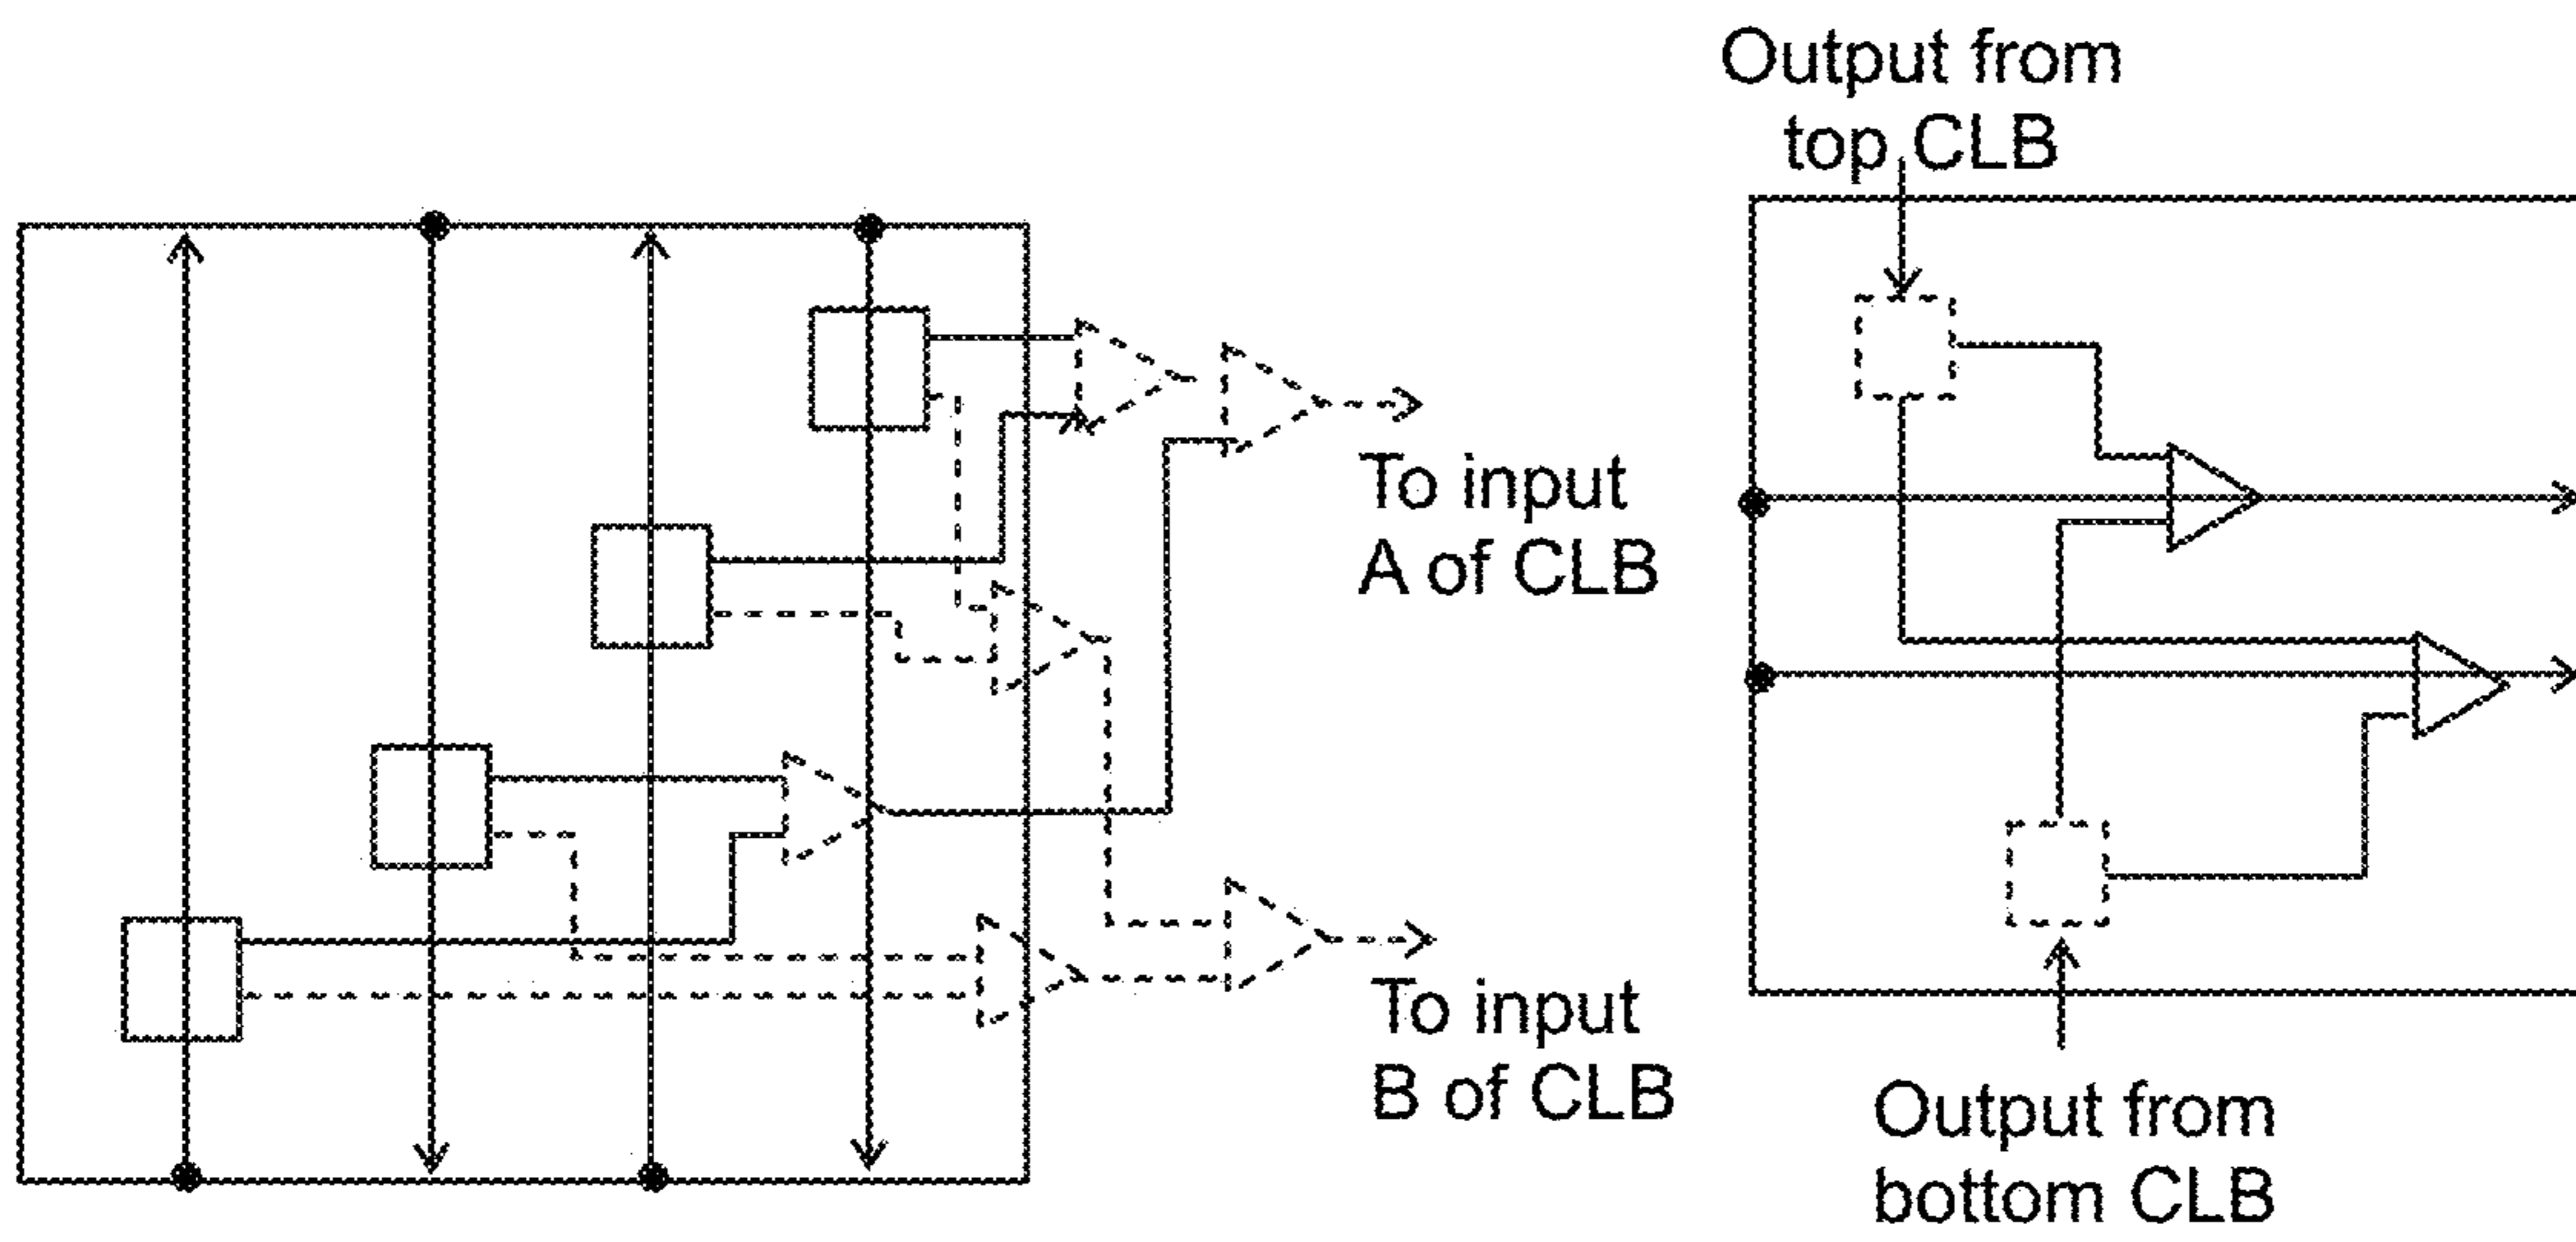 Output from
top CLB
To input
A of CLB
To input
B of CLB
Output from
bottom CLB